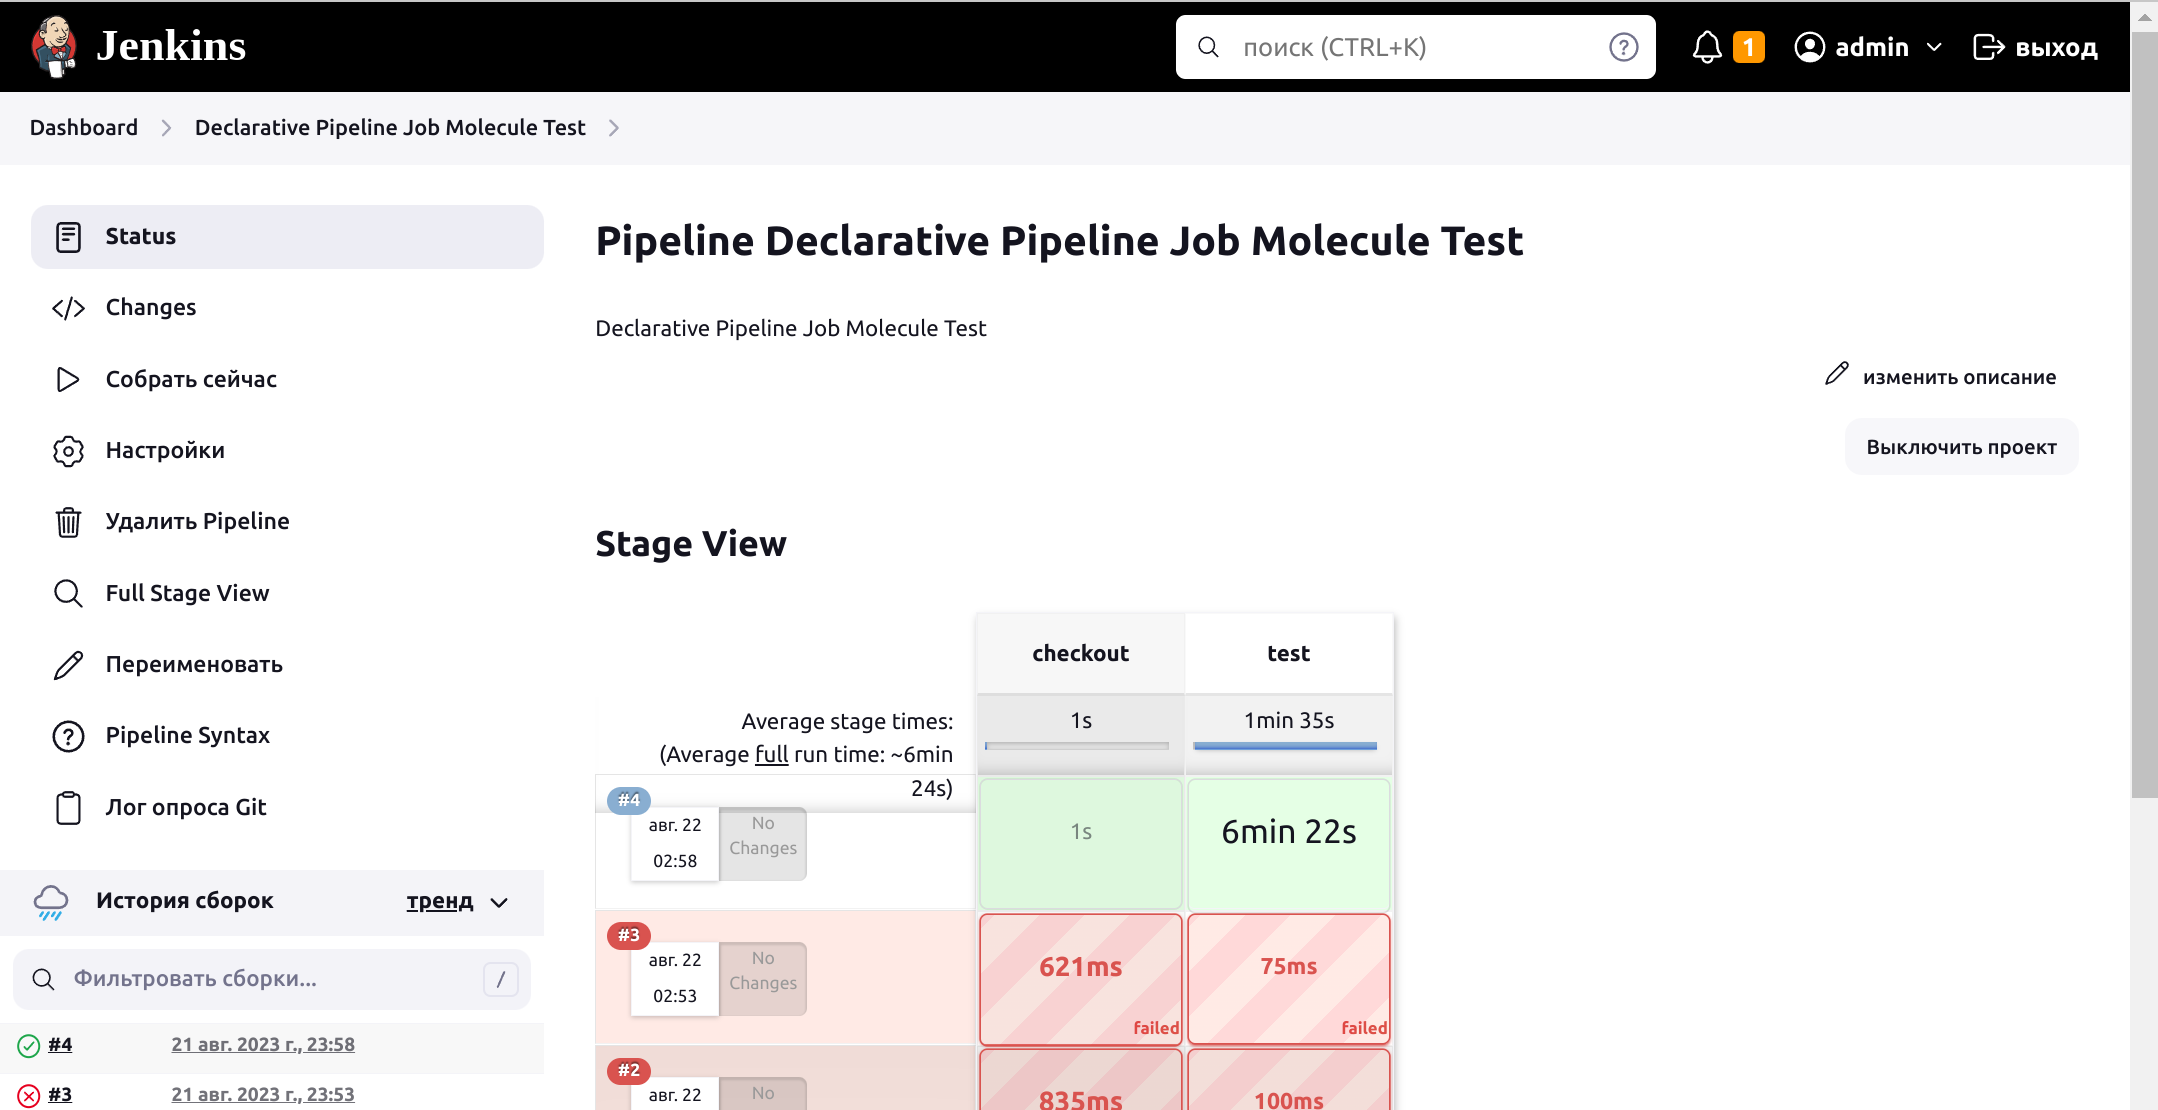 Jenkins
поиск (CTRL+K)
?
1
admin
выход
Dashboard
Declarative Pipeline Job Molecule Test
Status
Changes
Собрать сейчас
Настройки
Удалить Pipeline
Full Stage View
Переименовать
Pipeline Syntax
Лог опроса Git
История сборок
тренд
Фильтровать сборки...
/
#4
21 авг. 2023 г., 23:58
#3
21 авг. 2023 г., 23:53
Pipeline Declarative Pipeline Job Molecule Test
Declarative Pipeline Job Molecule Test
изменить описание
Выключить проект
Stage View
checkout
test
Average stage times:
(Average full run time: ~6min
24s)
1s
1min 35s
#4
авг. 22
02:58
No
Changes
1s
6min 22s
#3
авг. 22
02:53
No
Changes
621ms
failed
75ms
failed
#2
авг. 22
No
835ms
100ms